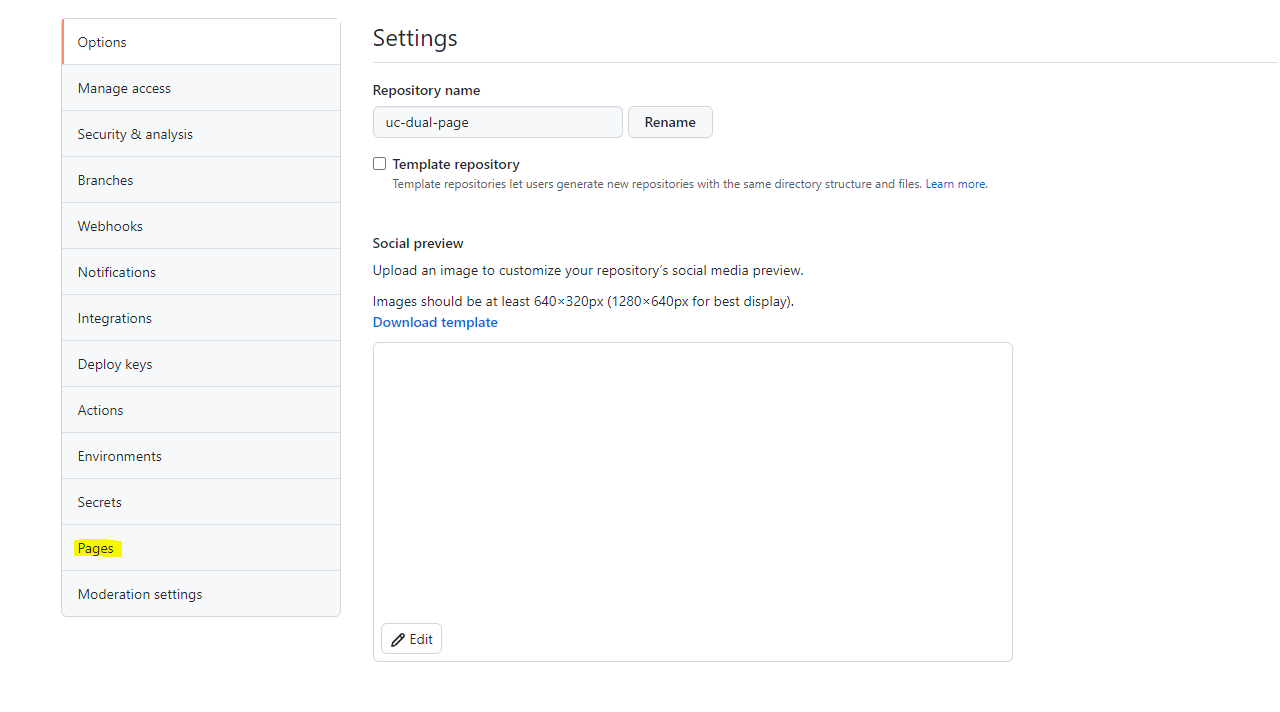 Options
Manage access
Security & analysis
Branches
Webhooks
Notifications
Integrations
Deploy keys
Actions
Environments
Secrets
Pages
Moderation settings
Settings
Repository name
uc-dual-page
Rename
Template repository
Template repositories let users generate new repositories with the same directory structure and files. Learn more.
Social preview
Upload an image to customize your repository’s social media preview.
Images should be at least 640×320px (1280×640px for best display).
Download template
Edit